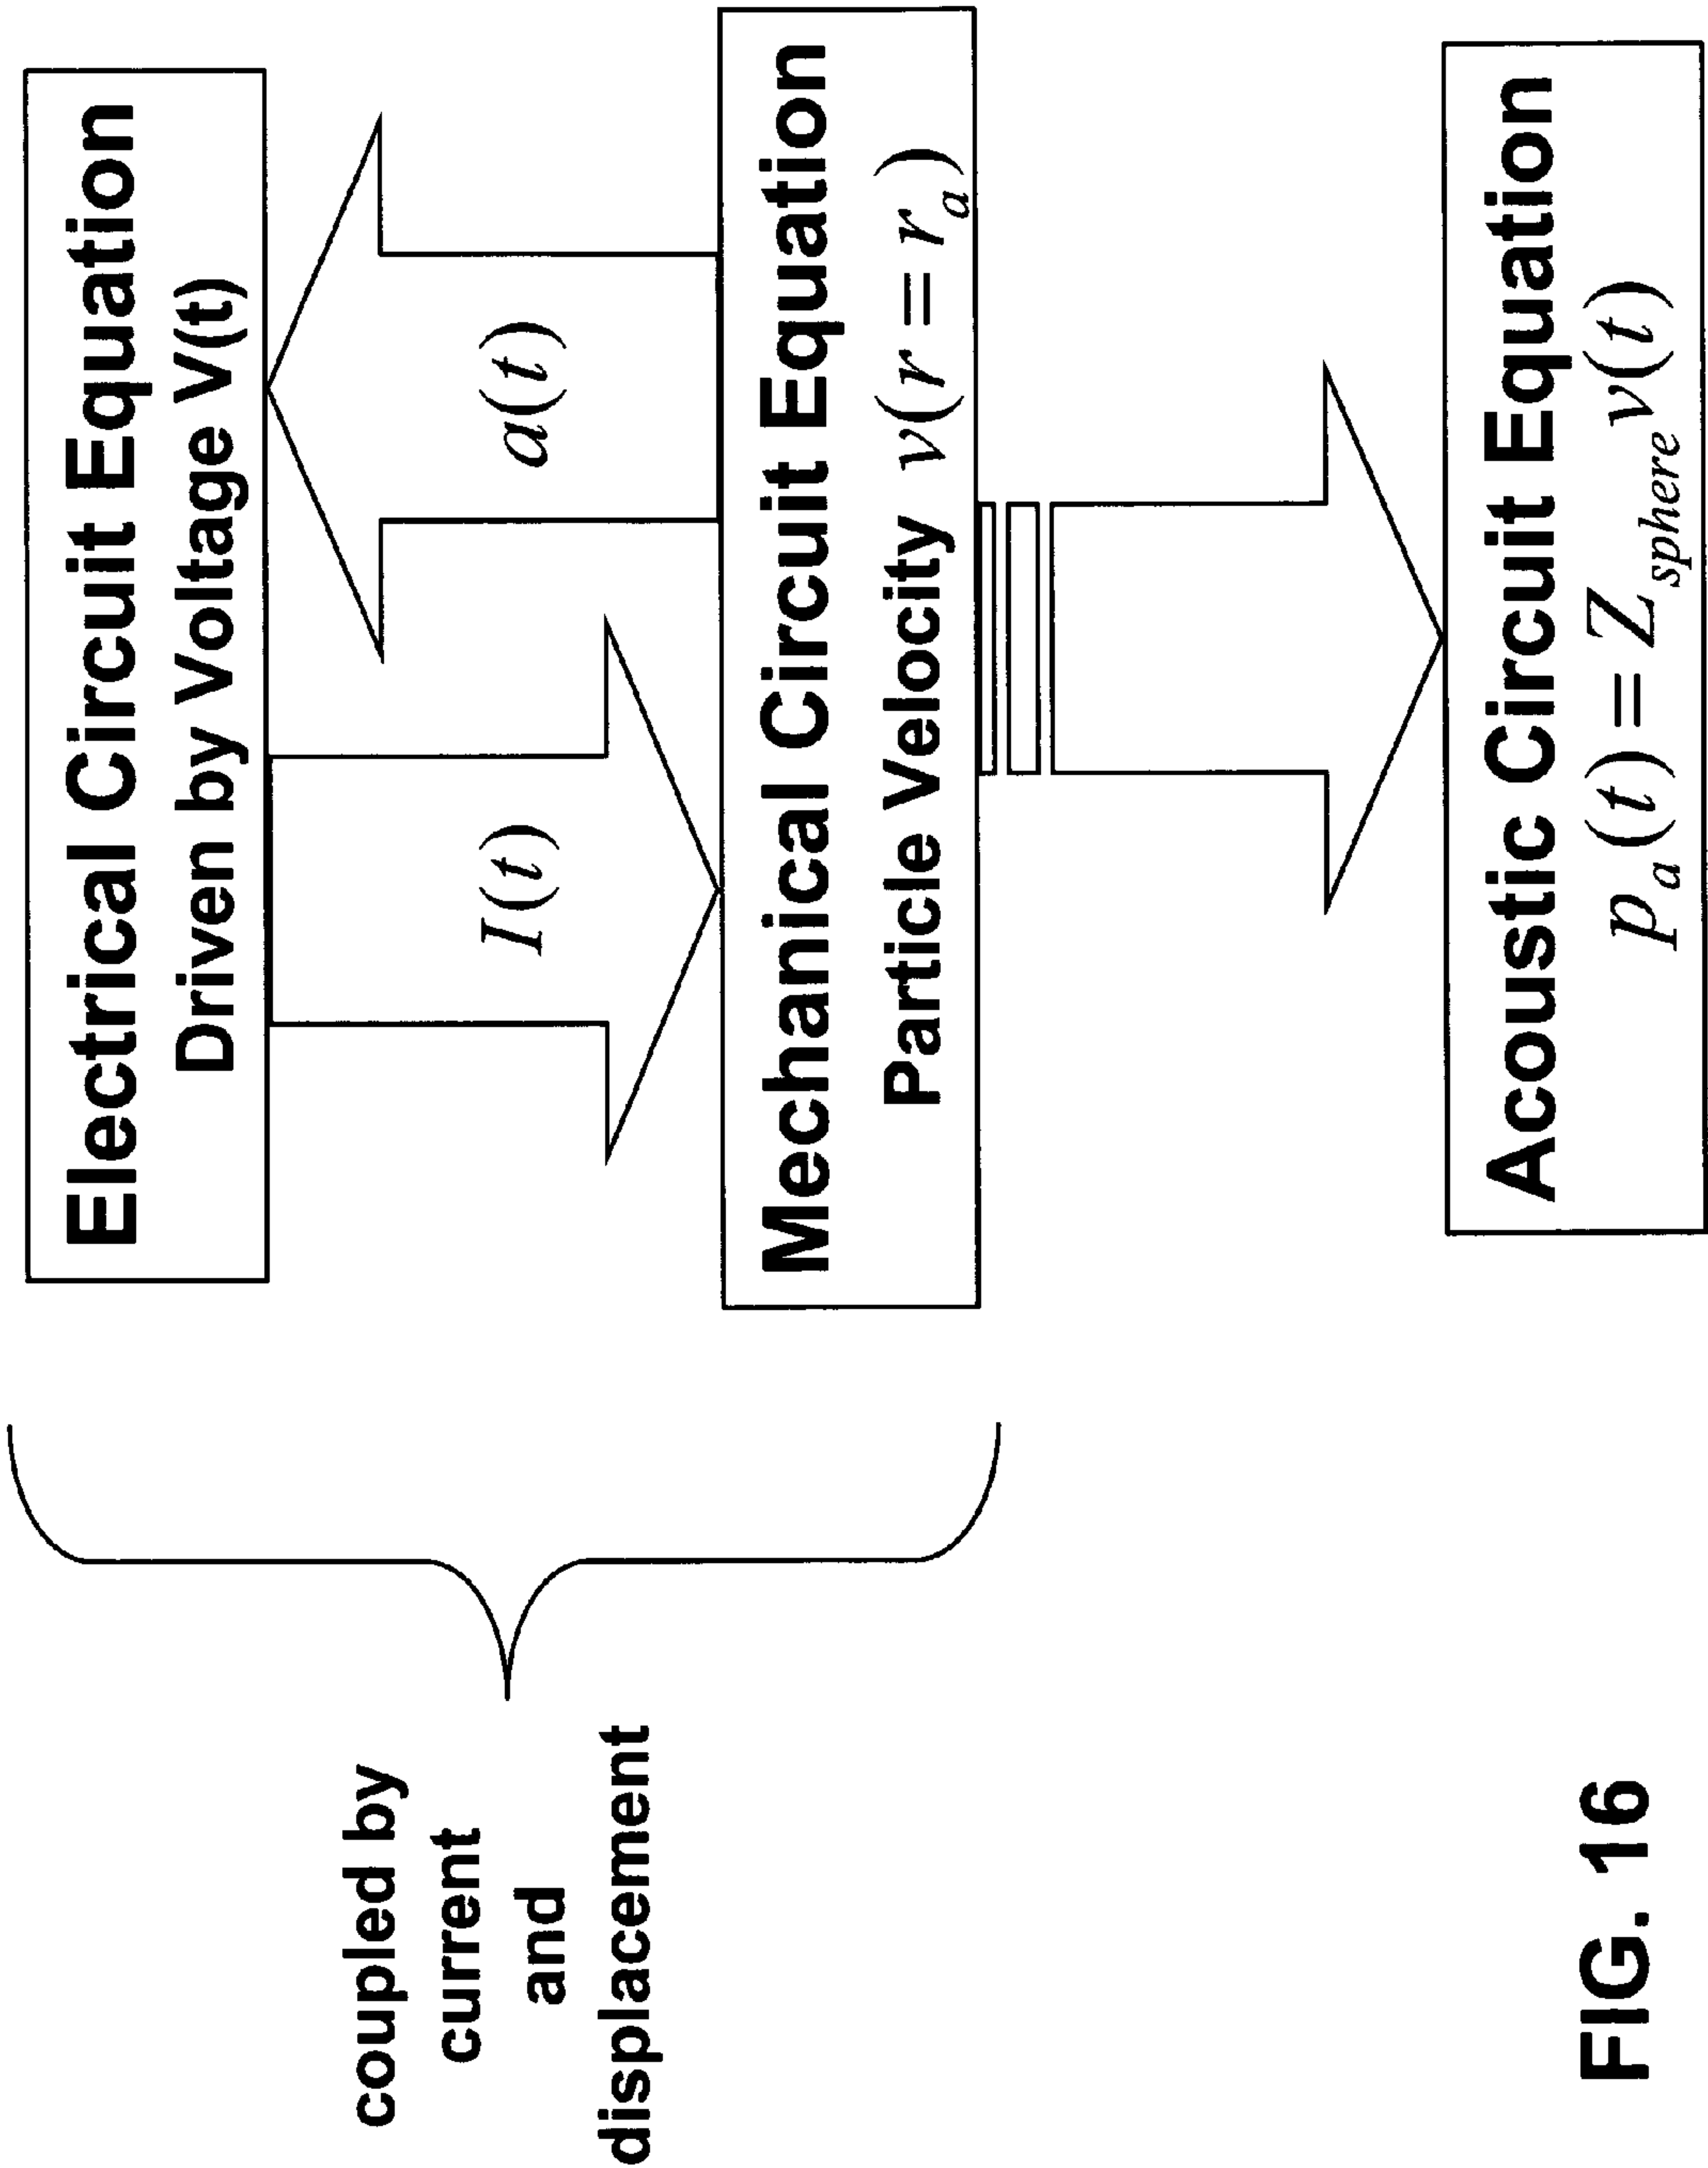 Electrical Circuit Equation
Driven by Voltage V(t)
I(t)
a(t)
coupled by
current
and
displacement
Mechanical Circuit Equation
Particle Velocity v(r = r_a)
Acoustic Circuit Equation
p_a(t) = Z_sphere v(t)
FIG. 16